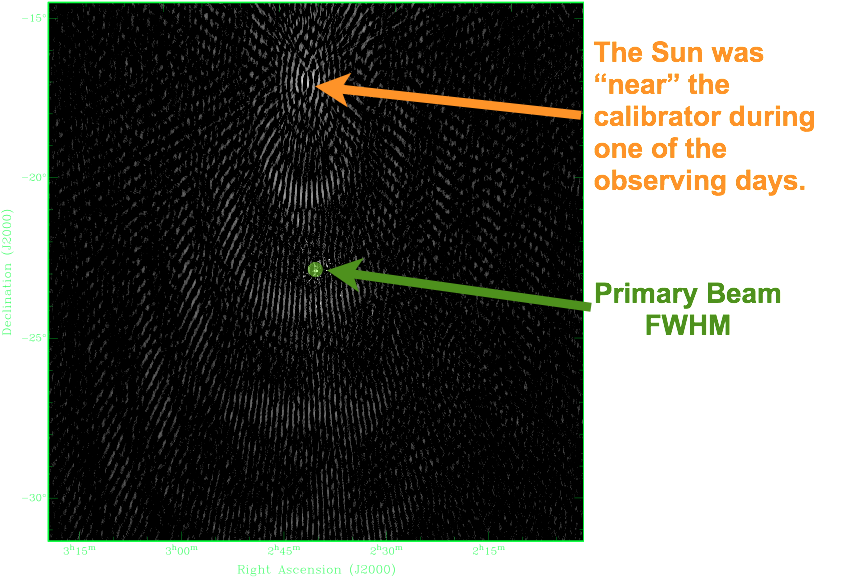 The Sun was
“near” the
calibrator during
one of the
observing days.
Primary Beam
FWHM
-15°
-20°
-25°
-30°
Declination (J2000)
3ʰ15ᵐ 3ʰ00ᵐ 2ʰ45ᵐ 2ʰ30ᵐ 2ʰ15ᵐ
Right Ascension (J2000)